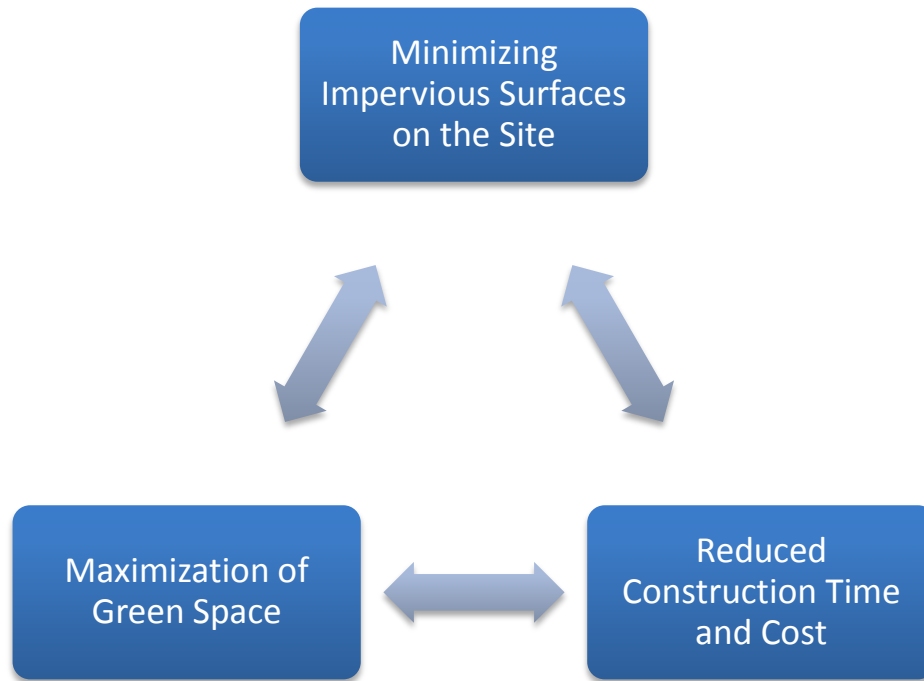 Minimizing
Impervious Surfaces
on the Site
Maximization of
Green Space
Reduced
Construction Time
and Cost